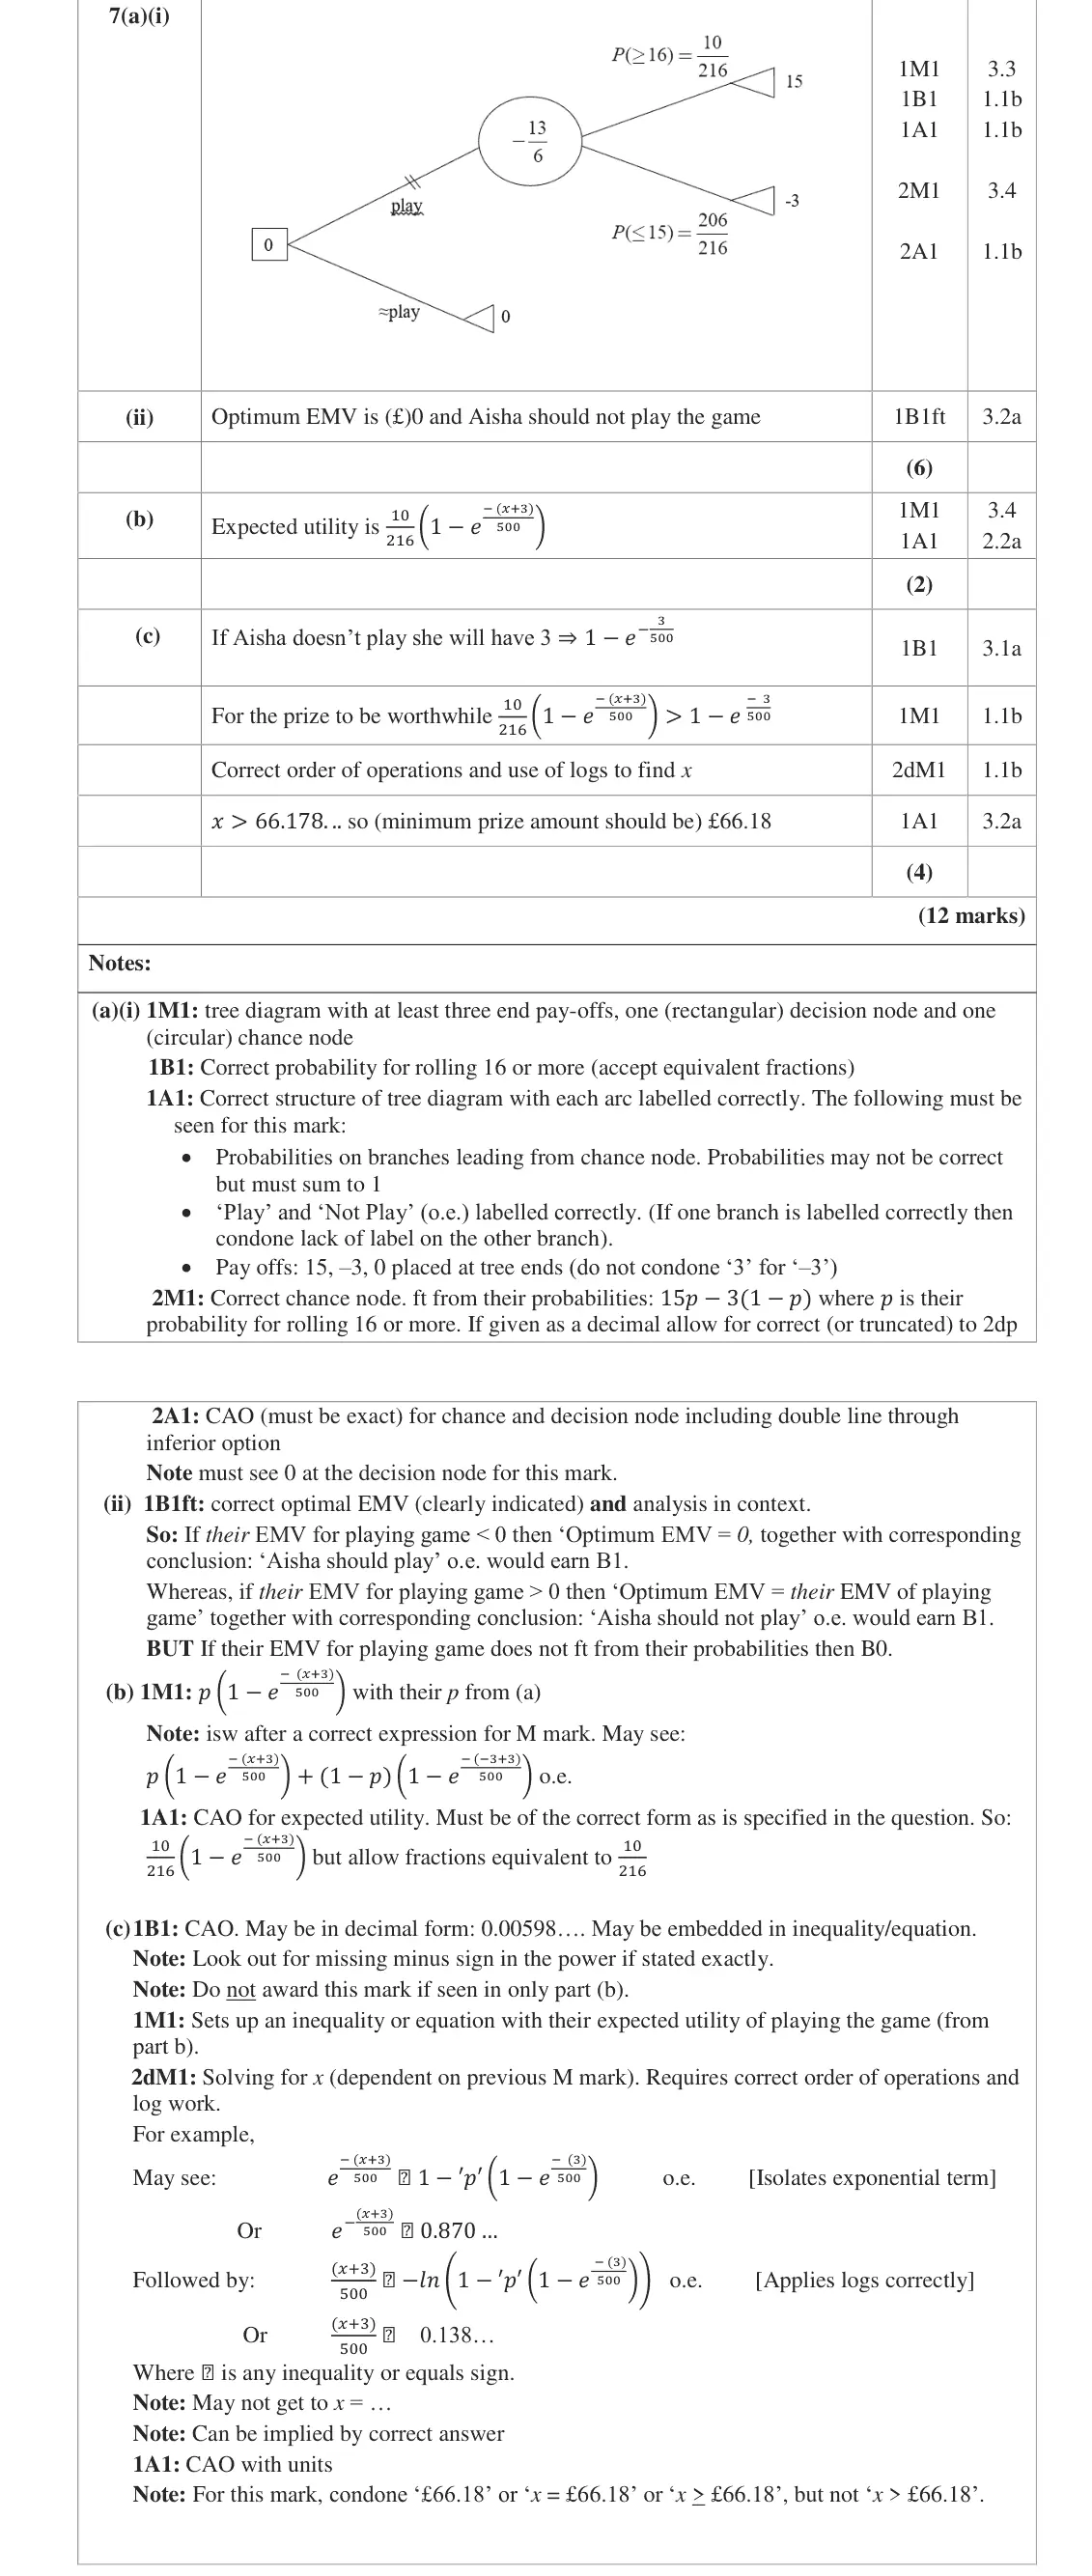 7(a)(i)
P(≥16) = 10/216
15
1M1 3.3
1B1 1.1b
1A1 1.1b
−13/6
2M1 3.4
-3
play
P(≤15) = 206/216
0
2A1 1.1b
≈play
0
(ii) Optimum EMV is (£)0 and Aisha should not play the game 1B1ft 3.2a
(6)
(b) Expected utility is 10/216 (1 − e^(−(x+3)/500)) 1M1 3.4
1A1 2.2a
(2)
(c) If Aisha doesn’t play she will have 3 ⇒ 1 − e^(−3/500) 1B1 3.1a
For the prize to be worthwhile 10/216 (1 − e^(−(x+3)/500)) > 1 − e^(−3/500) 1M1 1.1b
Correct order of operations and use of logs to find x 2dM1 1.1b
x > 66.178... so (minimum prize amount should be) £66.18 1A1 3.2a
(4)
(12 marks)
Notes:
(a)(i) 1M1: tree diagram with at least three end pay-offs, one (rectangular) decision node and one
(circular) chance node
1B1: Correct probability for rolling 16 or more (accept equivalent fractions)
1A1: Correct structure of tree diagram with each arc labelled correctly. The following must be
seen for this mark:
• Probabilities on branches leading from chance node. Probabilities may not be correct
but must sum to 1
• ‘Play’ and ‘Not Play’ (o.e.) labelled correctly. (If one branch is labelled correctly then
condone lack of label on the other branch).
• Pay offs: 15, –3, 0 placed at tree ends (do not condone ‘3’ for ‘–3’)
2M1: Correct chance node. ft from their probabilities: 15p − 3(1 − p) where p is their
probability for rolling 16 or more. If given as a decimal allow for correct (or truncated) to 2dp
2A1: CAO (must be exact) for chance and decision node including double line through
inferior option
Note must see 0 at the decision node for this mark.
(ii) 1B1ft: correct optimal EMV (clearly indicated) and analysis in context.
So: If their EMV for playing game < 0 then ‘Optimum EMV = 0, together with corresponding
conclusion: ‘Aisha should play’ o.e. would earn B1.
Whereas, if their EMV for playing game > 0 then ‘Optimum EMV = their EMV of playing
game’ together with corresponding conclusion: ‘Aisha should not play’ o.e. would earn B1.
BUT If their EMV for playing game does not ft from their probabilities then B0.
(b) 1M1: p (1 − e^(−(x+3)/500)) with their p from (a)
Note: isw after a correct expression for M mark. May see:
p (1 − e^(−(x+3)/500)) + (1 − p) (1 − e^(−(−3+3)/500)) o.e.
1A1: CAO for expected utility. Must be of the correct form as is specified in the question. So:
10/216 (1 − e^(−(x+3)/500)) but allow fractions equivalent to 10/216
(c) 1B1: CAO. May be in decimal form: 0.00598…. May be embedded in inequality/equation.
Note: Look out for missing minus sign in the power if stated exactly.
Note: Do not award this mark if seen in only part (b).
1M1: Sets up an inequality or equation with their expected utility of playing the game (from
part b).
2dM1: Solving for x (dependent on previous M mark). Requires correct order of operations and
log work.
For example,
May see: e^(−(x+3)/500) ⍰ 1 − ′p′ (1 − e^(−(3)/500)) o.e. [Isolates exponential term]
Or e^(−(x+3)/500) ⍰ 0.870 ...
Followed by: (x+3)/500 ⍰ −ln (1 − ′p′ (1 − e^(−(3)/500))) o.e. [Applies logs correctly]
Or (x+3)/500 ⍰ 0.138…
Where ⍰ is any inequality or equals sign.
Note: May not get to x = …
Note: Can be implied by correct answer
1A1: CAO with units
Note: For this mark, condone ‘£66.18’ or ‘x = £66.18’ or ‘x ≥ £66.18’, but not ‘x > £66.18’.